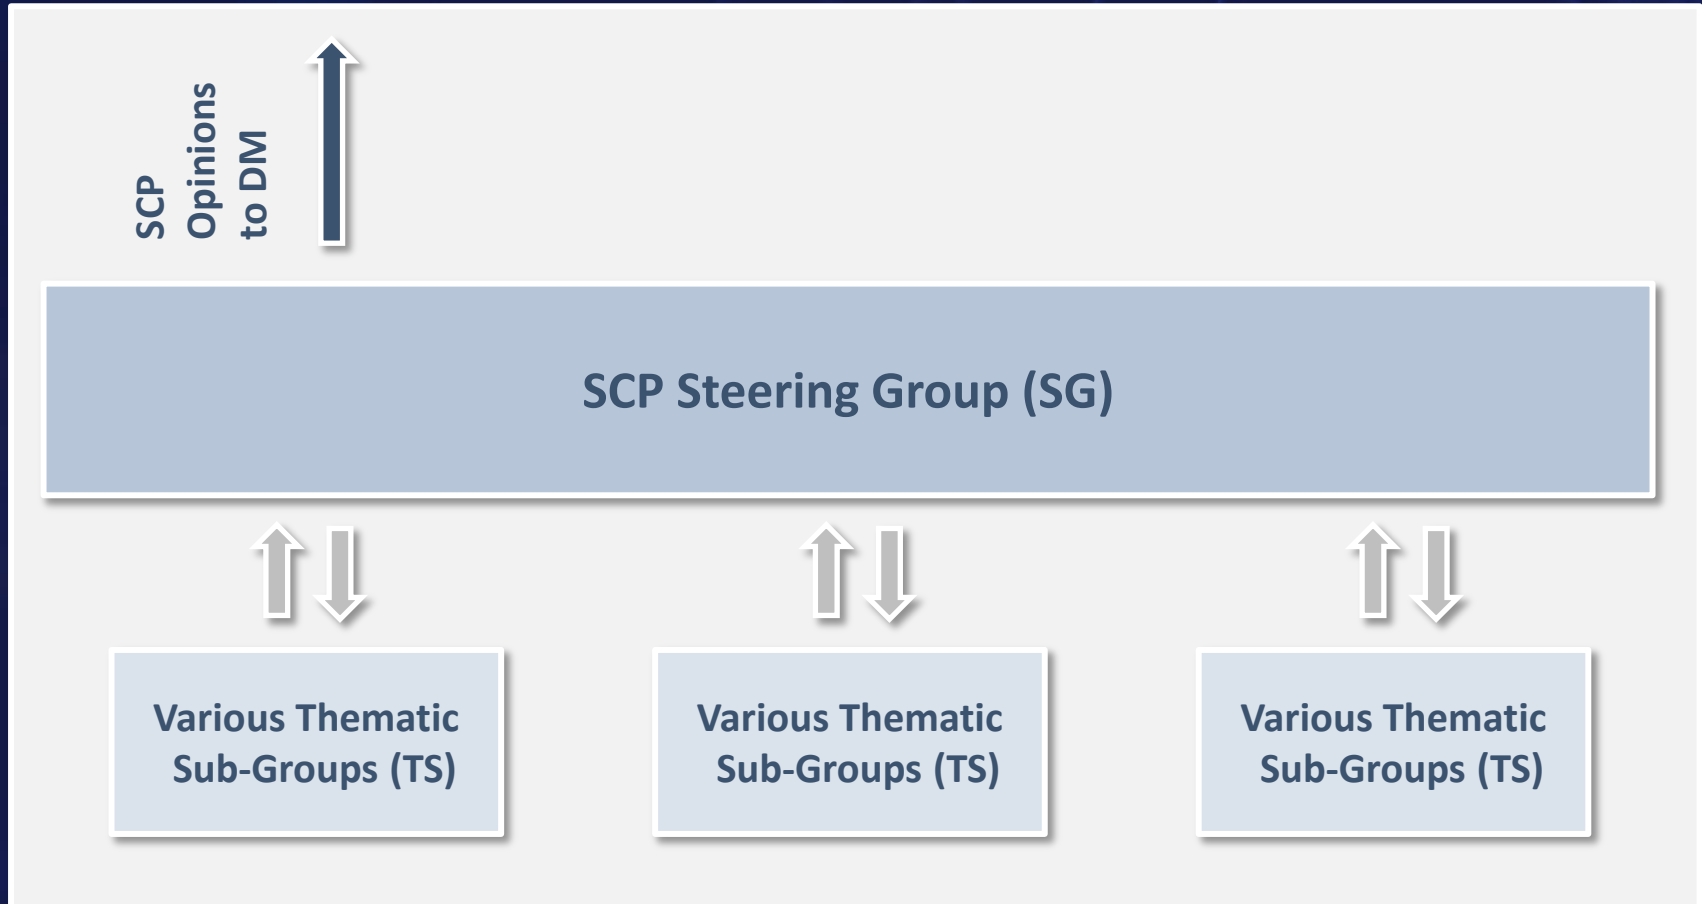 SCP
Opinions
to DM
SCP Steering Group (SG)
Various Thematic
Sub-Groups (TS)
Various Thematic
Sub-Groups (TS)
Various Thematic
Sub-Groups (TS)